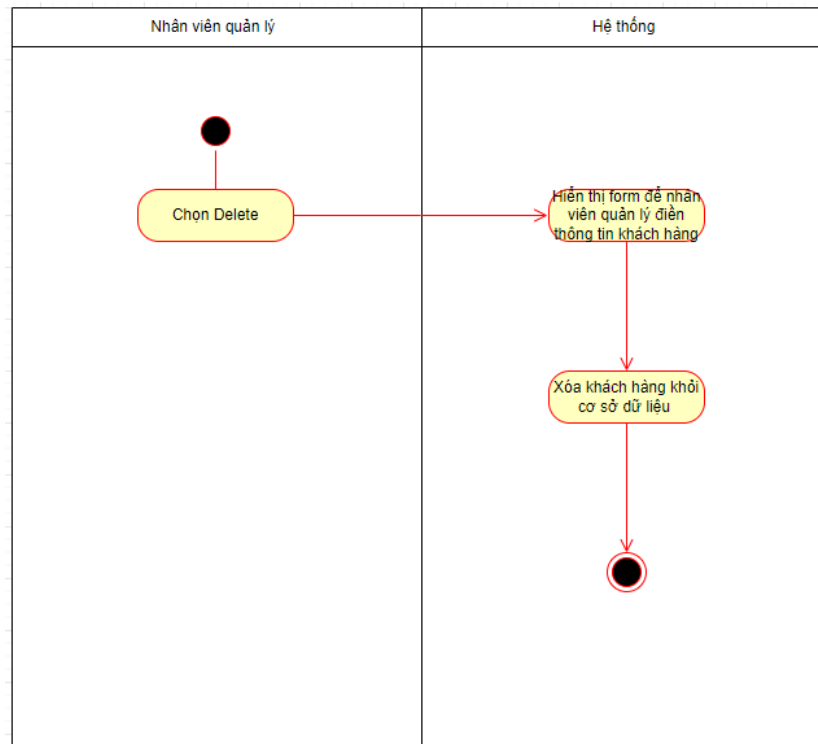 Nhân viên quản lý
Hệ thống
Chọn Delete
Hiển thị form để nhân
viên quản lý điền
thông tin khách hàng
Xóa khách hàng khỏi
cơ sở dữ liệu